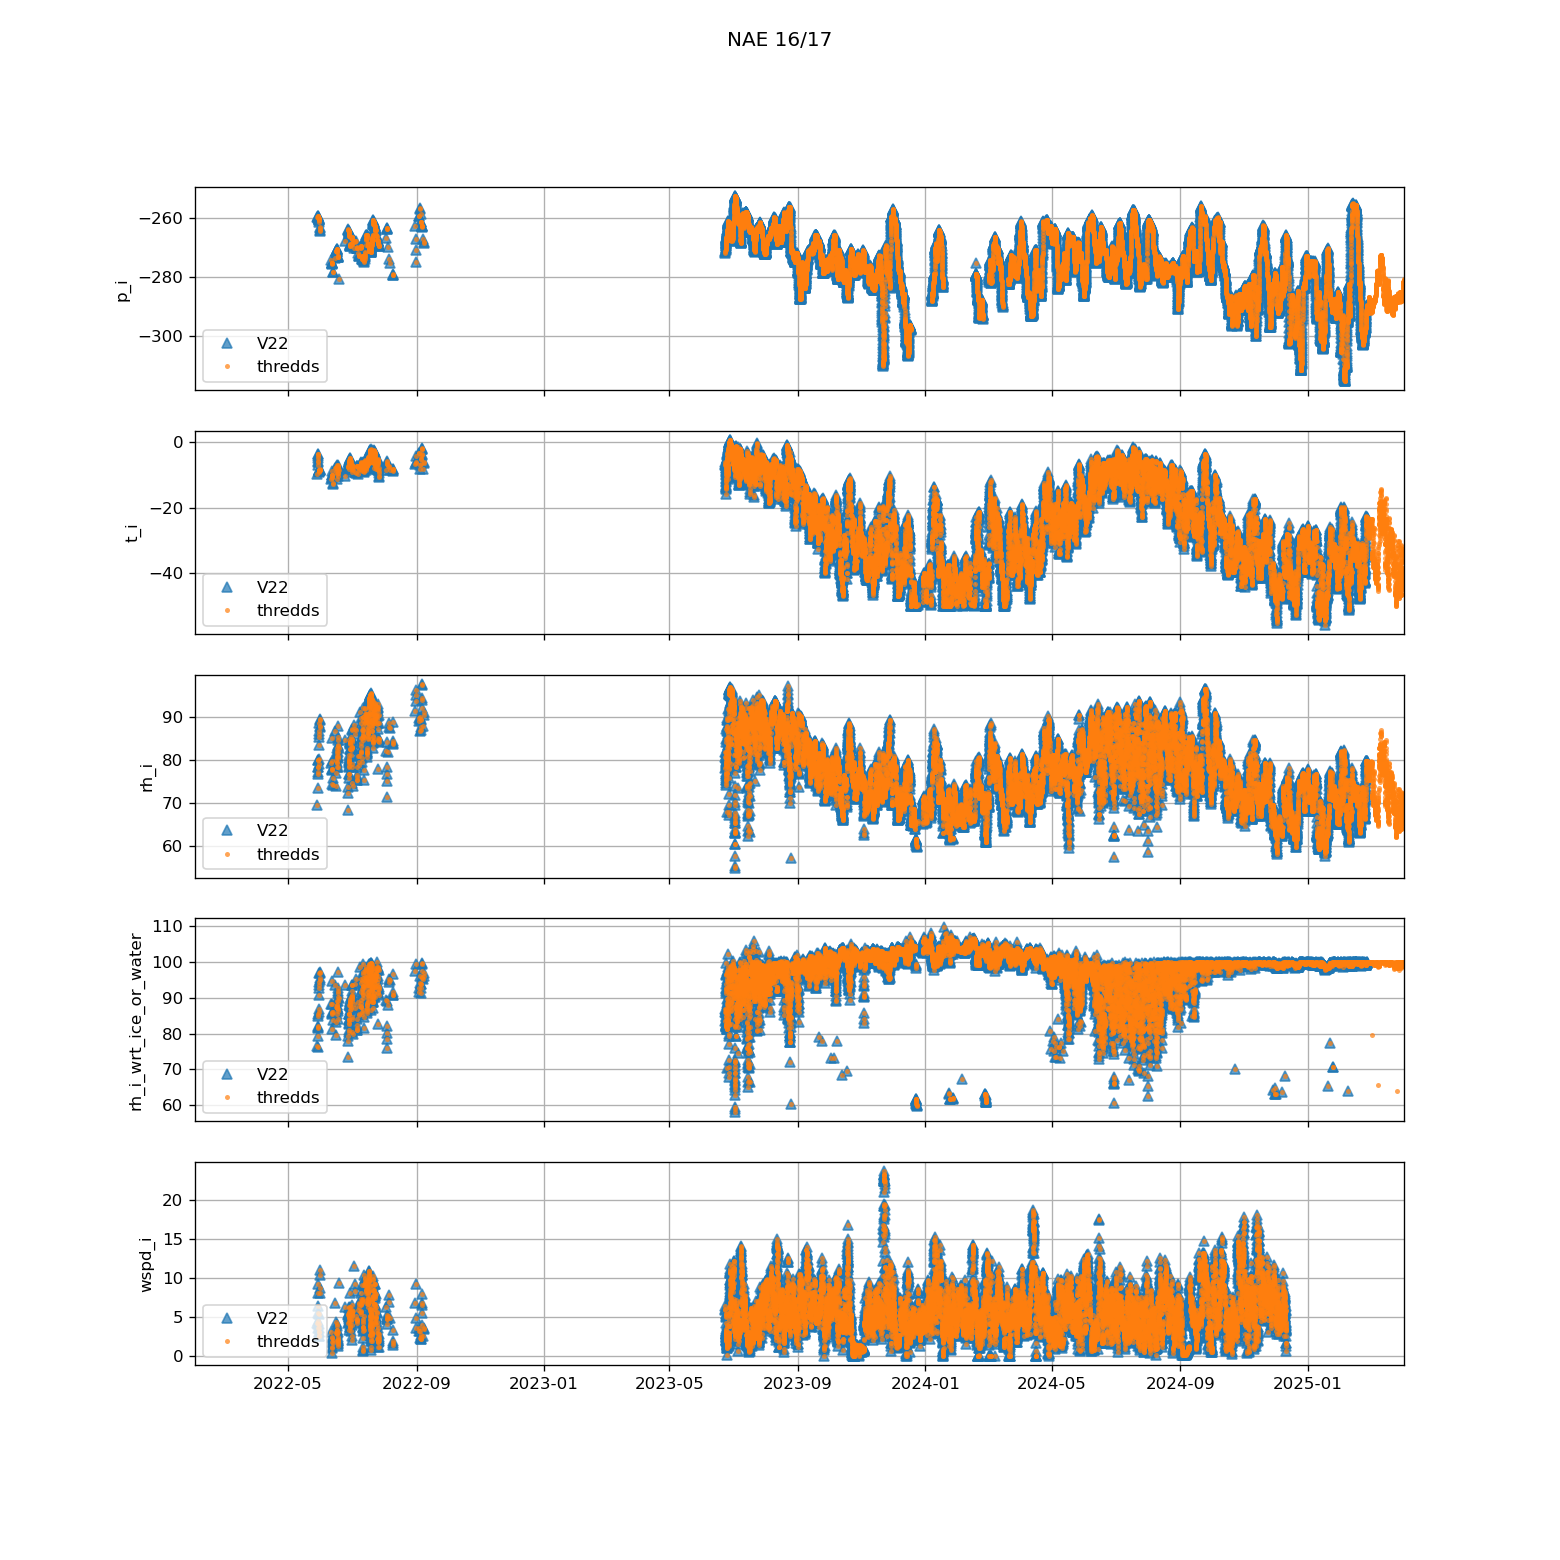 NAE 16/17
p_i
−260
−280
−300
V22
thredds
t_i
0
−20
−40
V22
thredds
rh_i
90
80
70
60
V22
thredds
rh_i_wrt_ice_or_water
110
100
90
80
70
60
V22
thredds
wspd_i
20
15
10
5
0
V22
thredds
2022-05 2022-09 2023-01 2023-05 2023-09 2024-01 2024-05 2024-09 2025-01